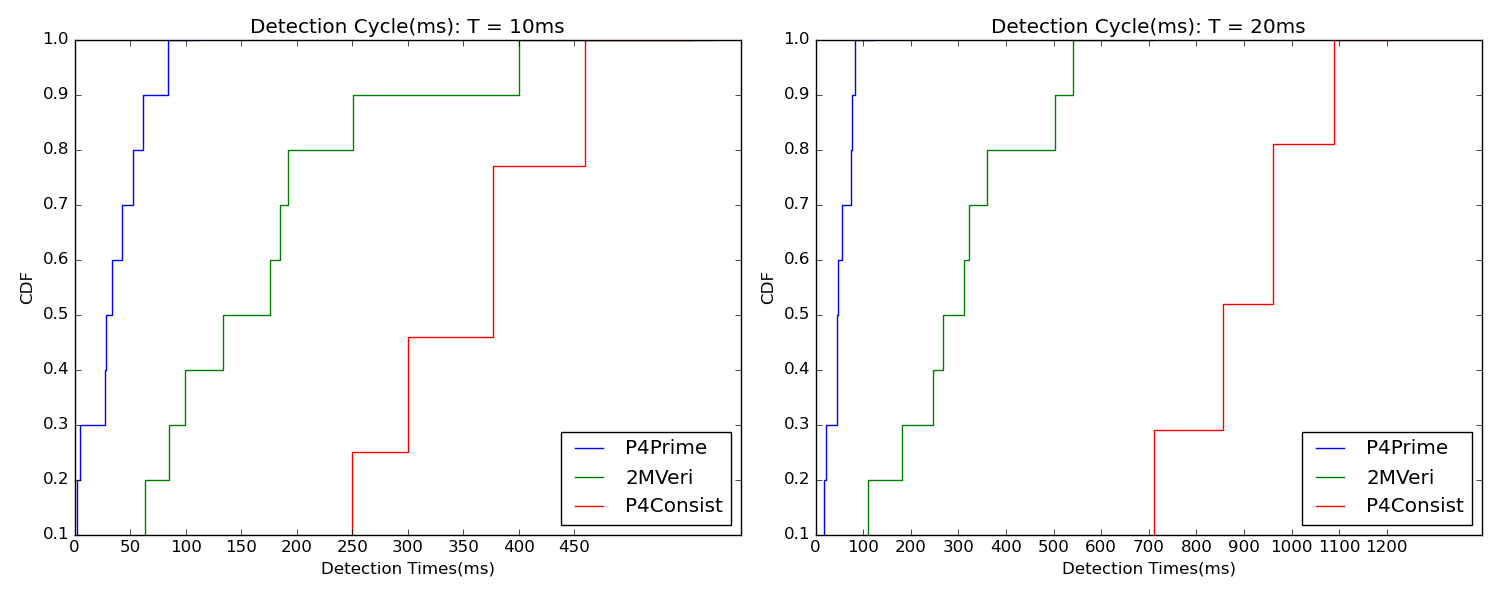 Detection Cycle(ms): T = 10ms
1.0
0.9
0.8
0.7
0.6
0.5
0.4
0.3
0.2
0.1
CDF
0 50 100 150 200 250 300 350 400 450
Detection Times(ms)
P4Prime
2MVeri
P4Consist
Detection Cycle(ms): T = 20ms
1.0
0.9
0.8
0.7
0.6
0.5
0.4
0.3
0.2
0.1
CDF
0 100 200 300 400 500 600 700 800 900 1000 1100 1200
Detection Times(ms)
P4Prime
2MVeri
P4Consist